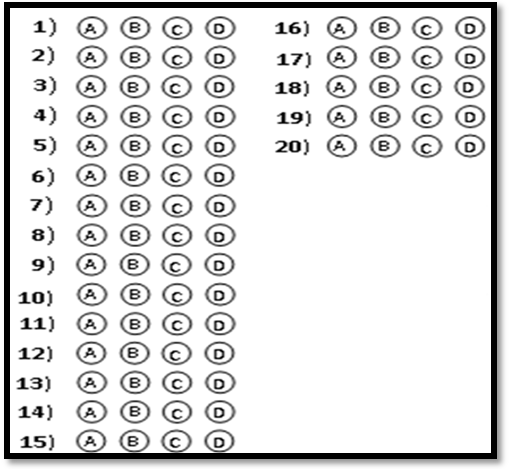 1) A B C D
2) A B C D
3) A B C D
4) A B C D
5) A B C D
6) A B C D
7) A B C D
8) A B C D
9) A B C D
10) A B C D
11) A B C D
12) A B C D
13) A B C D
14) A B C D
15) A B C D
16) A B C D
17) A B C D
18) A B C D
19) A B C D
20) A B C D